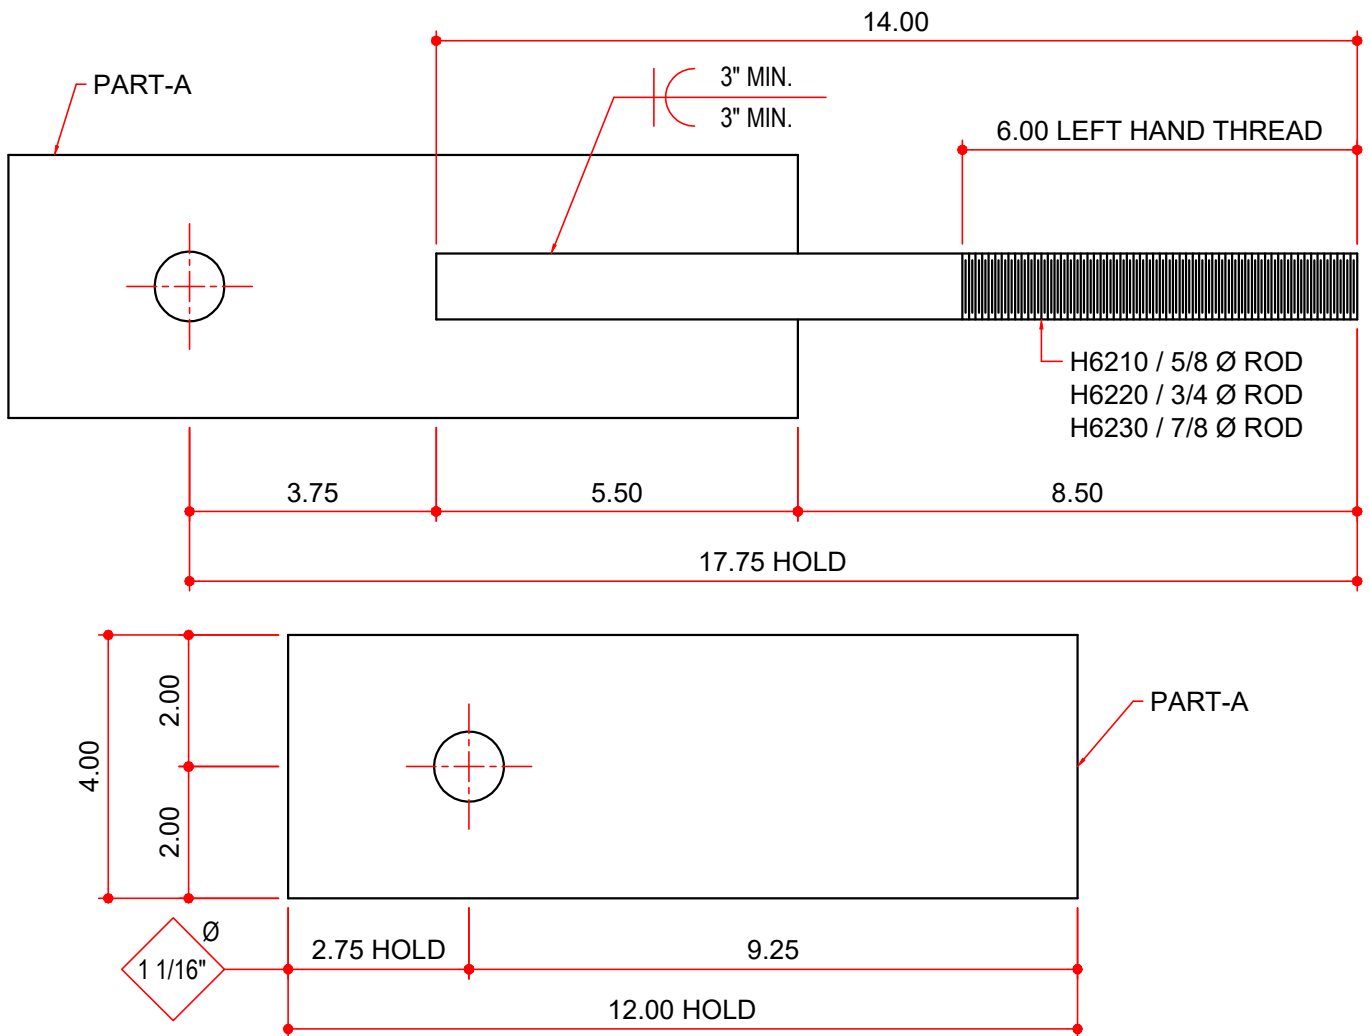 14.00
PART-A
3" MIN.
3" MIN.
6.00 LEFT HAND THREAD
H6210 / 5/8 Ø ROD
H6220 / 3/4 Ø ROD
H6230 / 7/8 Ø ROD
3.75
5.50
8.50
17.75 HOLD
4.00
2.00
2.00
PART-A
Ø
1 1/16"
2.75 HOLD
9.25
12.00 HOLD